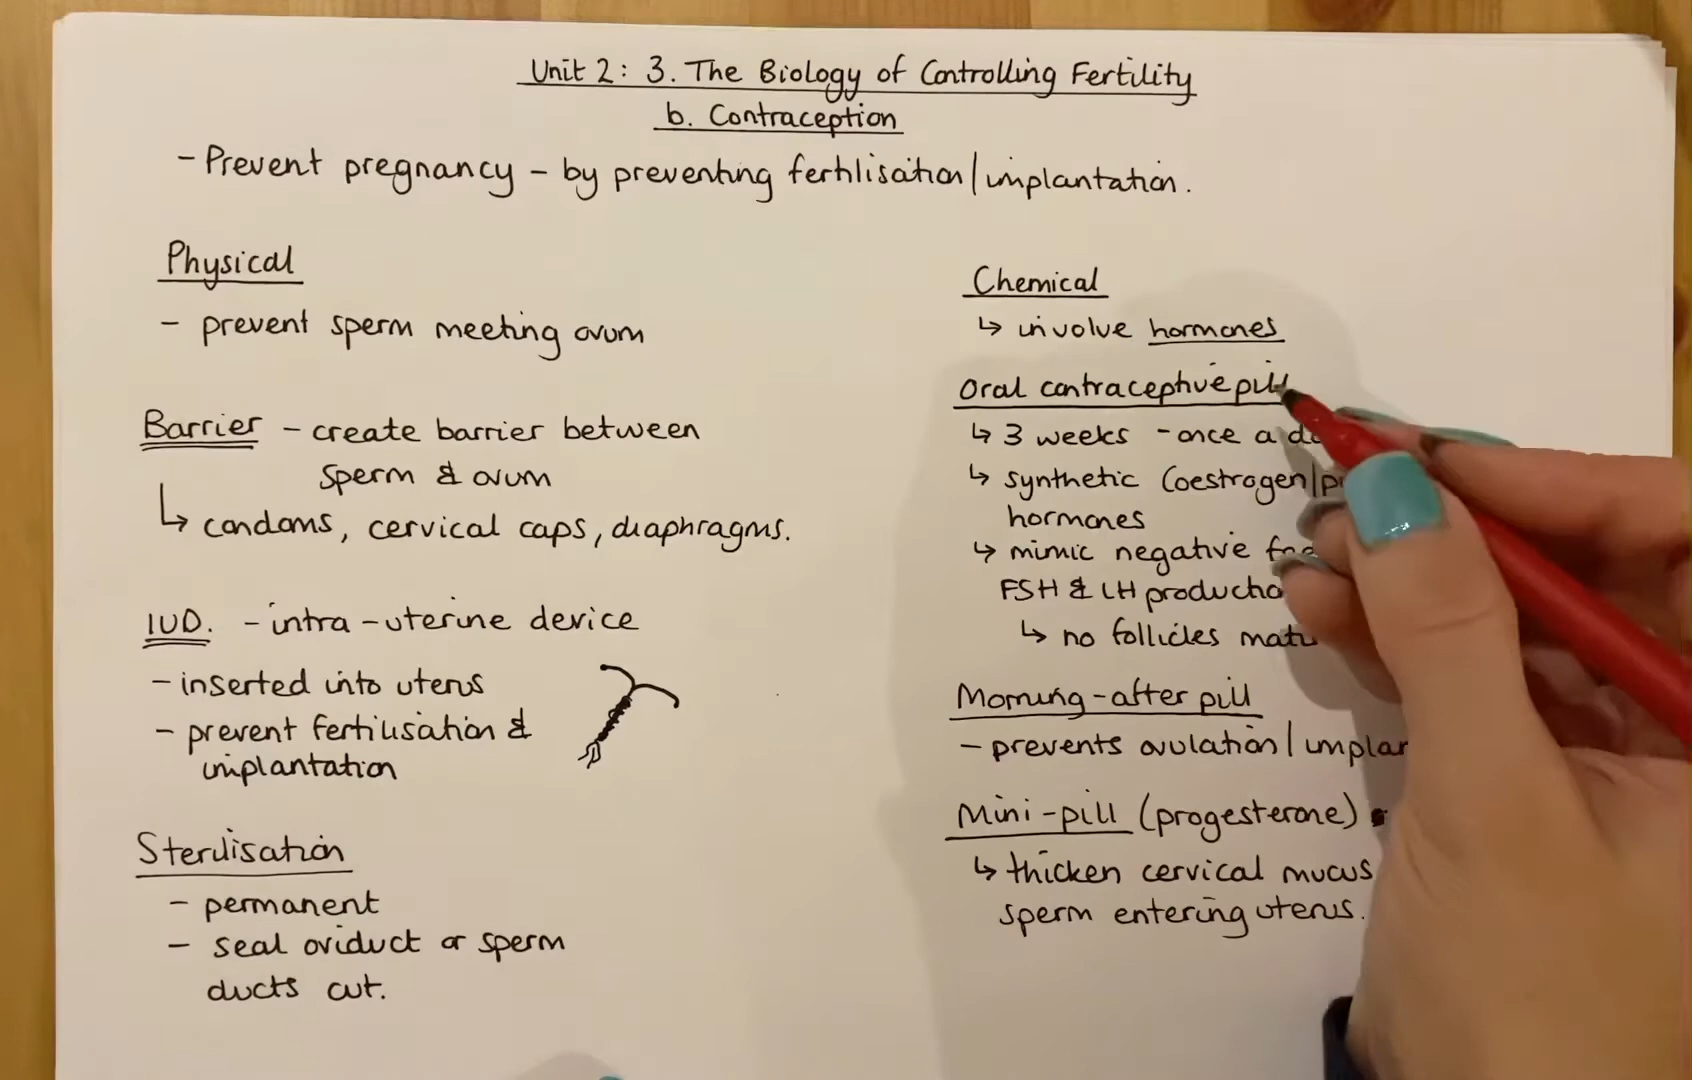 Unit 2: 3. The Biology of Controlling Fertility
b. Contraception
- Prevent pregnancy - by preventing fertilisation/implantation.
Physical
- prevent sperm meeting ovum
Barrier - create barrier between
sperm & ovum
↳ condoms, cervical caps, diaphragms.
IUD. - intra-uterine device
- inserted into uterus
- prevent fertilisation &
implantation
Sterilisation
- permanent
- seal oviduct or sperm
ducts cut.
Chemical
↳ involve hormones
Oral contraceptive pill
↳ 3 weeks - once a
↳ synthetic (oestrogen/
hormones
↳ mimic negative
FSH & LH
↳ no follicles
Morning-after pill
- prevents ovulation/
Mini-pill (progesterone)
↳ thicken cervical mucus
sperm entering uterus.